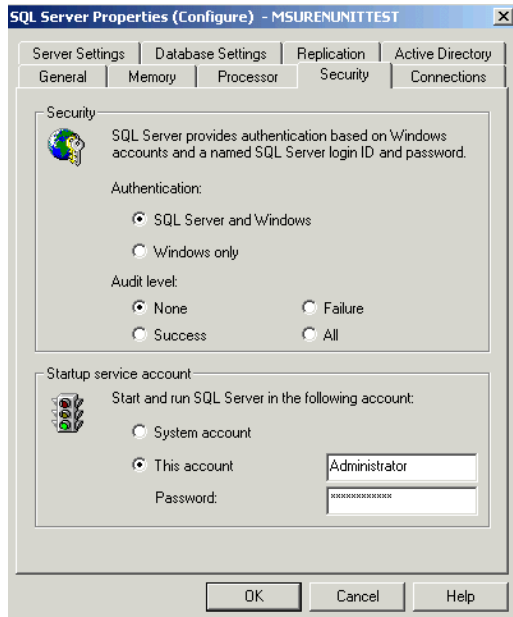 SQL Server Properties (Configure) - MSURENUNITTEST
Server Settings Database Settings Replication Active Directory
General Memory Processor Security Connections
Security
SQL Server provides authentication based on Windows
accounts and a named SQL Server login ID and password.
Authentication:
SQL Server and Windows
Windows only
Audit level:
None Failure
Success All
Startup service account
Start and run SQL Server in the following account:
System account
This account Administrator
Password: ************
OK Cancel Help